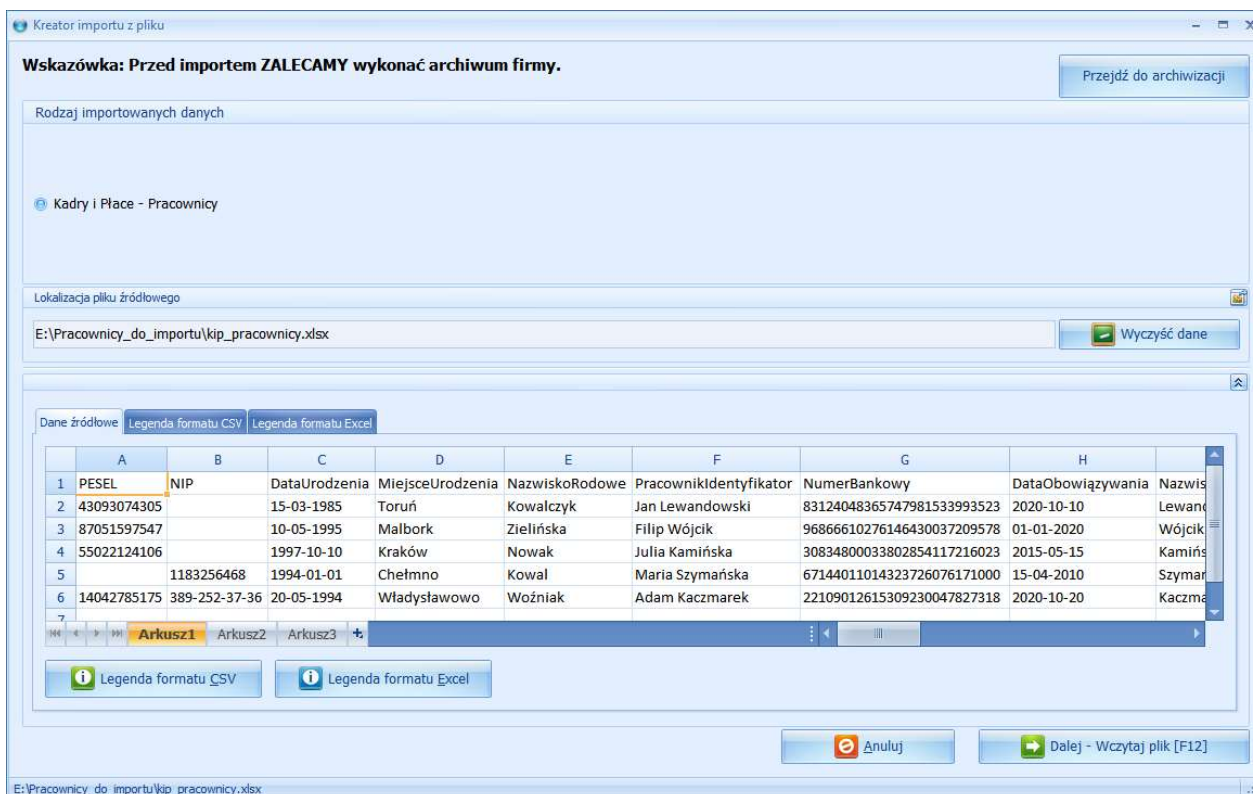 Kreator importu z pliku
Wskazówka: Przed importem ZALECAMY wykonać archiwum firmy.
Przejdź do archiwizacji
Rodzaj importowanych danych
Kadry i Płace - Pracownicy
Lokalizacja pliku źródłowego
E:\Pracownicy_do_importu\kip_pracownicy.xlsx Wyczyść dane
Dane źródłowe Legenda formatu CSV Legenda formatu Excel
A B C D E F G H
1 PESEL NIP DataUrodzenia MiejsceUrodzenia NazwiskoRodowe PracownikIdentyfikator NumerBankowy DataObowiązywania Nazwis
2 43093074305 15-03-1985 Toruń Kowalczyk Jan Lewandowski 83124048365747981533993523 2020-10-10 Lewand
3 87051597547 10-05-1995 Malbork Zielińska Filip Wójcik 96866610276146430037209578 01-01-2020 Wójcik
4 55022124106 1997-10-10 Kraków Nowak Julia Kamińska 30834800033802854117216023 2015-05-15 Kamińs
5 1183256468 1994-01-01 Chełmno Kowal Maria Szymańska 67144011014323726076171000 15-04-2010 Szymar
6 14042785175 389-252-37-36 20-05-1994 Władysławowo Woźniak Adam Kaczmarek 22109012615309230047827318 2020-10-20 Kaczma
7
Arkusz1 Arkusz2 Arkusz3
Legenda formatu CSV Legenda formatu Excel
Anuluj Dalej - Wczytaj plik [F12]
E:\Pracownicy_do_importu\kip_pracownicy.xlsx